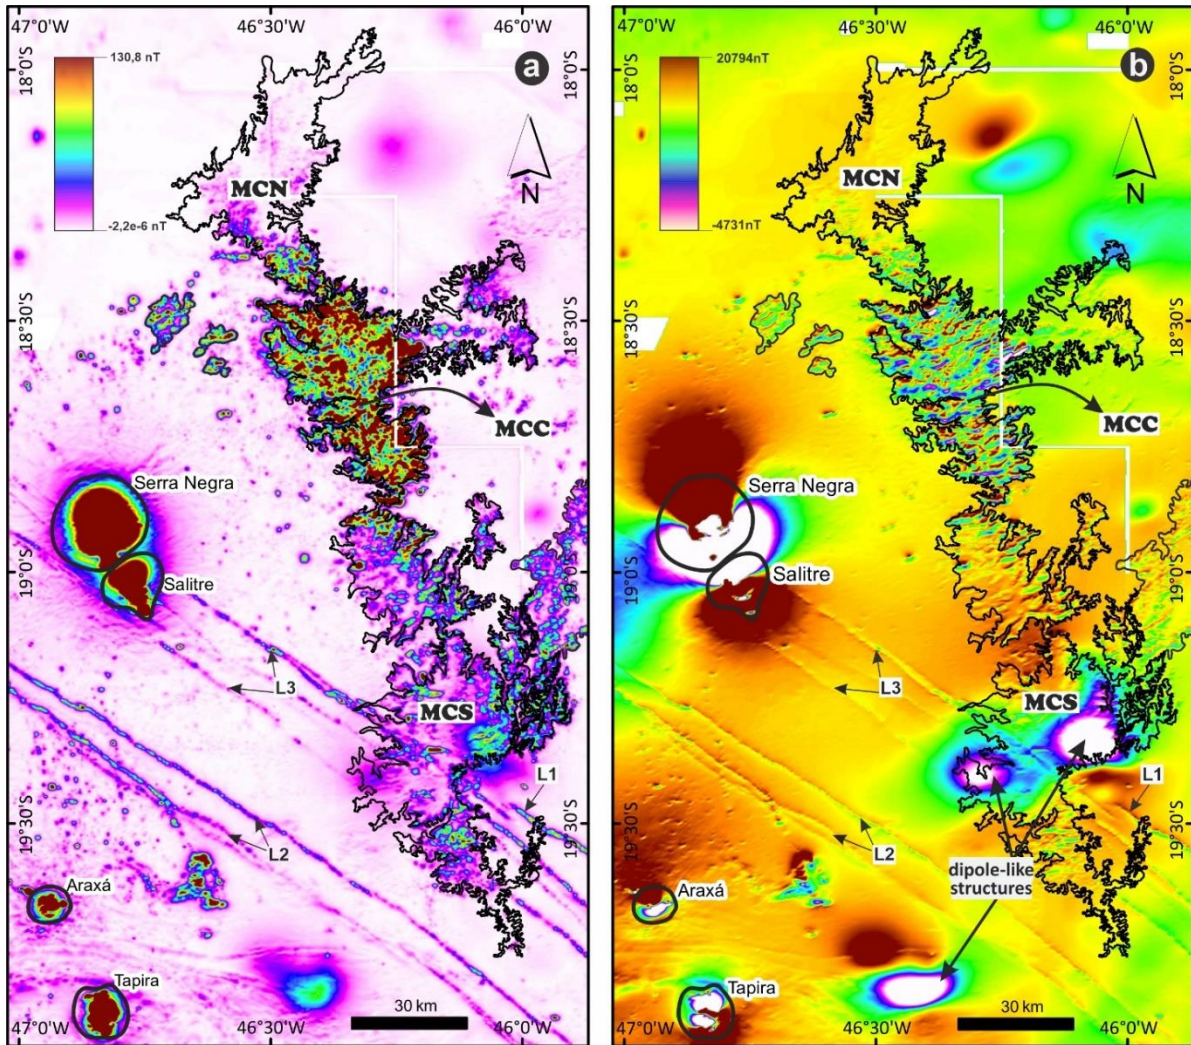 47°0'W
46°30'W
46°0'W
130,8 nT
-2,2e-6 nT
a
18°0'S
18°0'S
N
MCN
18°30'S
18°30'S
MCC
Serra Negra
Salitre
19°0'S
19°0'S
L3
MCS
L1
19°30'S
19°30'S
L2
Araxá
Tapira
30 km
47°0'W
46°30'W
46°0'W
47°0'W
46°30'W
46°0'W
20794nT
-4731nT
b
18°0'S
18°0'S
N
MCN
18°30'S
18°30'S
MCC
Serra Negra
Salitre
19°0'S
19°0'S
L3
MCS
L1
19°30'S
19°30'S
L2
dipole-like
structures
Araxá
Tapira
30 km
47°0'W
46°30'W
46°0'W